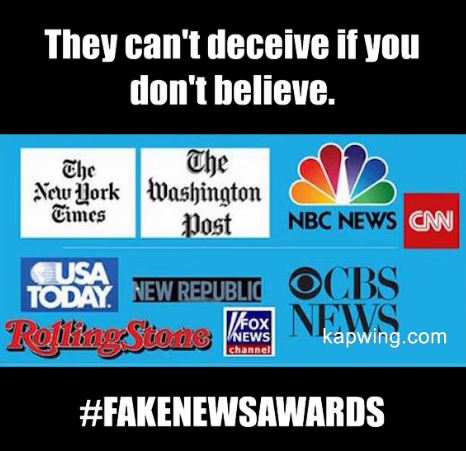 They can't deceive if you
don't believe.
The
New York
Times
The
Washington
Post
NBC NEWS
CNN
USA
TODAY
NEW REPUBLIC
CBS
NEWS
Rolling Stone
FOX
NEWS
channel
kapwing.com
#FAKENEWSAWARDS